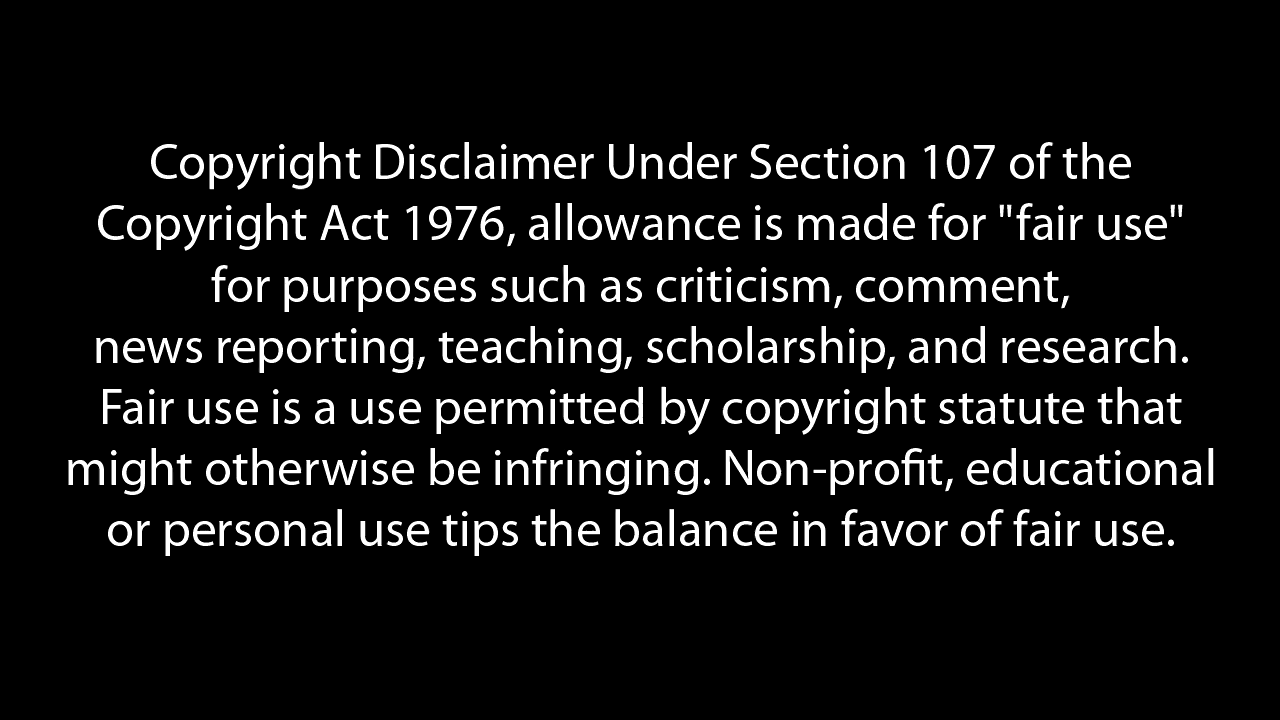 Copyright Disclaimer Under Section 107 of the
Copyright Act 1976, allowance is made for "fair use"
for purposes such as criticism, comment,
news reporting, teaching, scholarship, and research.
Fair use is a use permitted by copyright statute that
might otherwise be infringing. Non-profit, educational
or personal use tips the balance in favor of fair use.